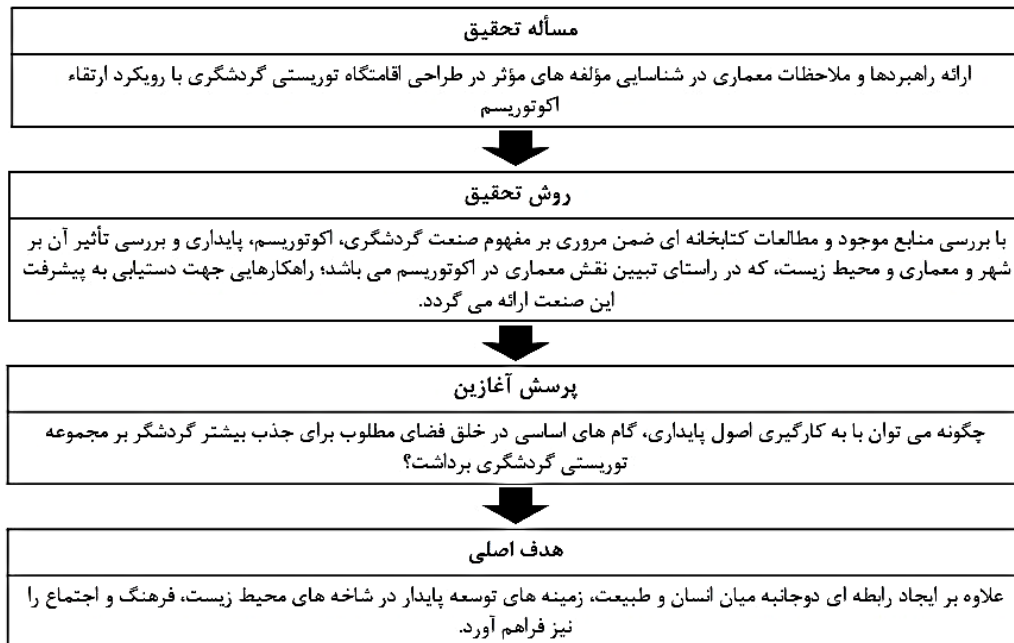 مسأله تحقیق
ارائه راهبردها و ملاحظات معماری در شناسایی مؤلفه های مؤثر در طراحی اقامتگاه توریستی گردشگری با رویکرد ارتقاء
اکوتوریسم
روش تحقیق
با بررسی منابع موجود و مطالعات کتابخانه ای ضمن مروری بر مفهوم صنعت گردشگری، اکوتوریسم، پایداری و بررسی تأثیر آن بر
شهر و معماری و محیط زیست، که در راستای تبیین نقش معماری در اکوتوریسم می باشد؛ راهکارهایی جهت دستیابی به پیشرفت
این صنعت ارائه می گردد.
پرسش آغازین
چگونه می توان با به کارگیری اصول پایداری، گام های اساسی در خلق فضای مطلوب برای جذب بیشتر گردشگر بر مجموعه
توریستی گردشگری برداشت؟
هدف اصلی
علاوه بر ایجاد رابطه ای دوجانبه میان انسان و طبیعت، زمینه های توسعه پایدار در شاخه های محیط زیست، فرهنگ و اجتماع را
نیز فراهم آورد.